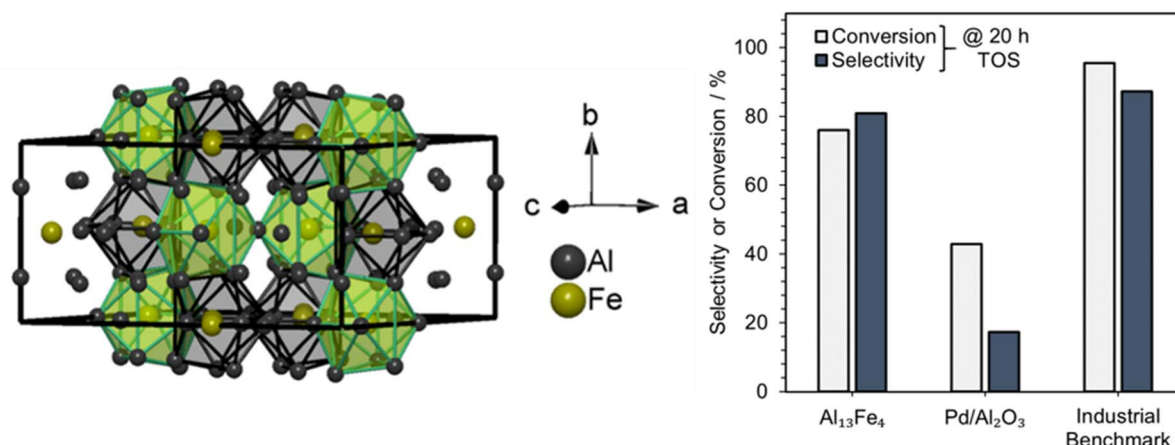 b
c
a
Al
Fe
Selectivity or Conversion / %
100
80
60
40
20
0
Conversion
Selectivity
@ 20 h
TOS
Al₁₃Fe₄
Pd/Al₂O₃
Industrial
Benchmark